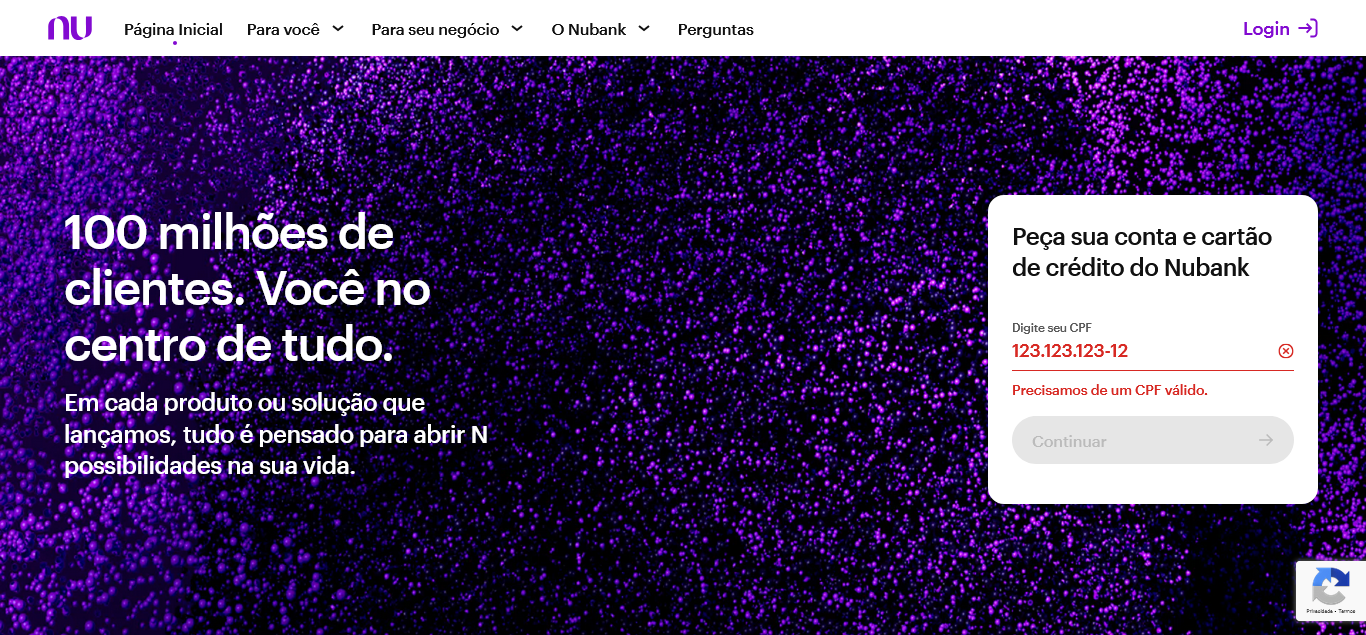 nu
Página Inicial
Para você
Para seu negócio
O Nubank
Perguntas
Login
100 milhões de
clientes. Você no
centro de tudo.
Em cada produto ou solução que
lançamos, tudo é pensado para abrir N
possibilidades na sua vida.
Peça sua conta e cartão
de crédito do Nubank
Digite seu CPF
123.123.123-12
Precisamos de um CPF válido.
Continuar
Privacidade - Termos